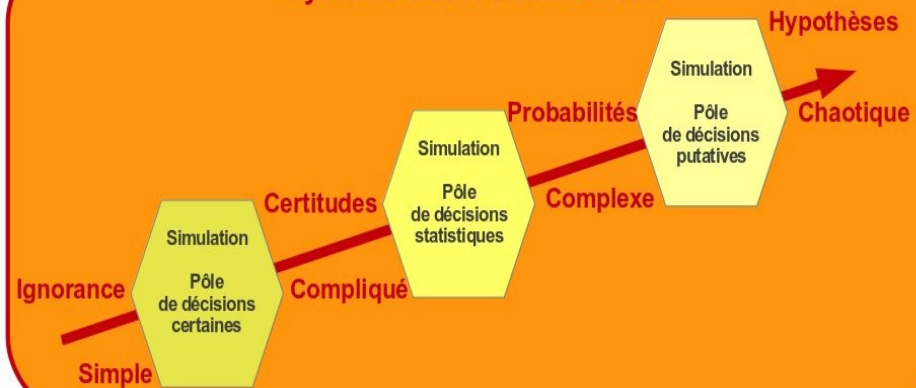 Hypothèses
Simulation
Pôle
de décisions
putatives
Probabilités
Chaotique
Simulation
Pôle
de décisions
statistiques
Certitudes
Complexe
Simulation
Pôle
de décisions
certaines
Ignorance
Compliqué
Simple